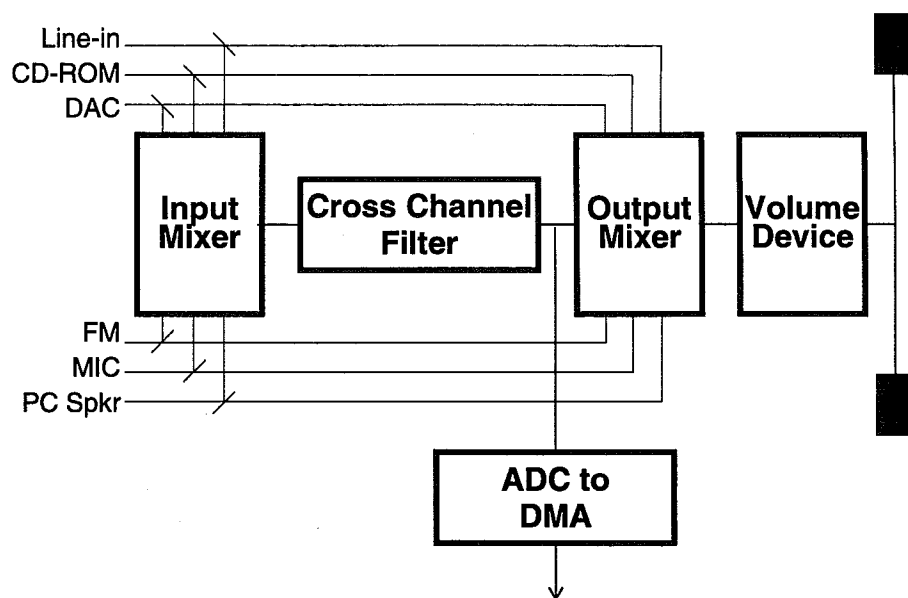 Line-in
CD-ROM
DAC
Input
Mixer
Cross Channel
Filter
Output
Mixer
Volume
Device
FM
MIC
PC Spkr
ADC to
DMA